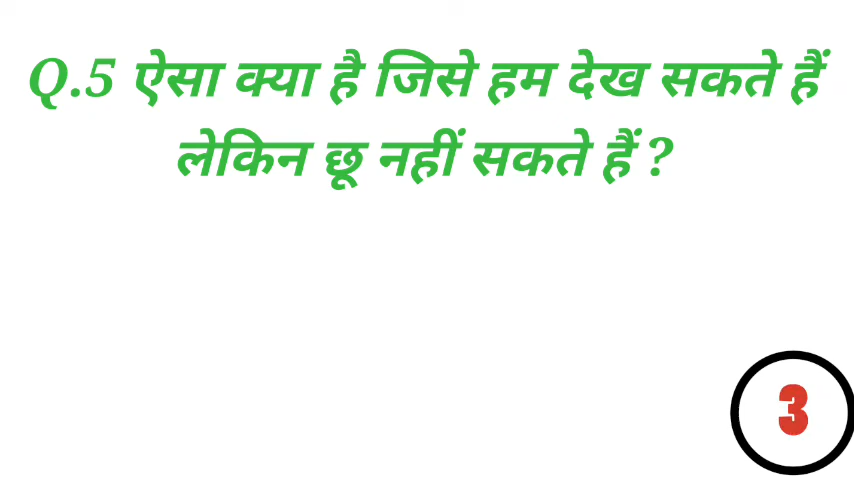 Q.5 ऐसा क्या है जिसे हम देख सकते हैं
लेकिन छू नहीं सकते हैं ?
3